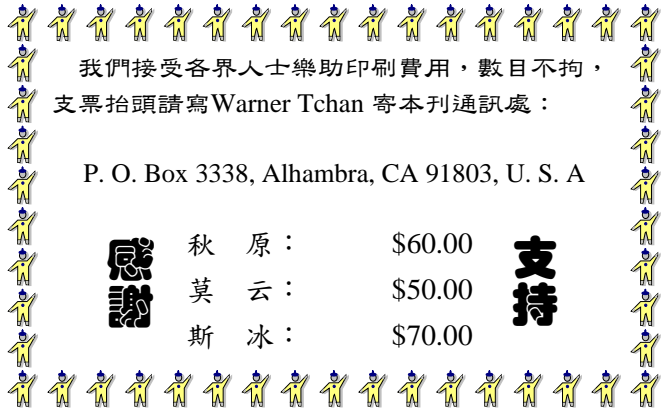 我們接受各界人士樂助印刷費用，數目不拘，
支票抬頭請寫Warner Tchan 寄本刊通訊處：
P. O. Box 3338, Alhambra, CA 91803, U. S. A
感謝
秋 原： $60.00
莫 云： $50.00
斯 冰： $70.00
支持